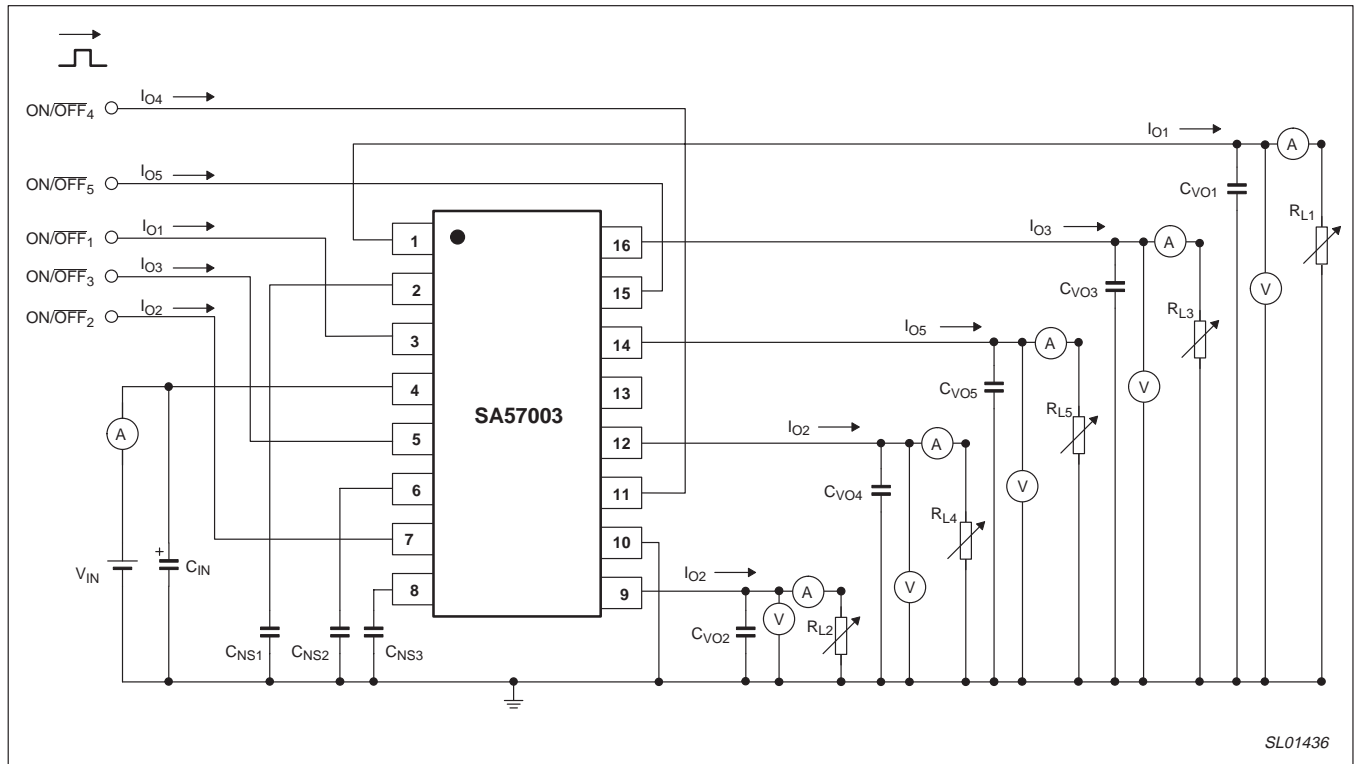 ON/OFF4 IO4
IO1
A
CVO1
RL1
ON/OFF5 IO5
ON/OFF1 IO1
1
16
IO3
A
ON/OFF3 IO3
2
15
CVO3
V
ON/OFF2 IO2
RL3
3
14
IO5
A
4
13
CVO5
V
SA57003
RL5
A
5
12
IO2
A
6
11
CVO4
V
RL4
7
10
VIN
+
CIN
8
9
IO2
A
V
CNS1
CNS2
CNS3
CVO2
V
RL2
SL01436